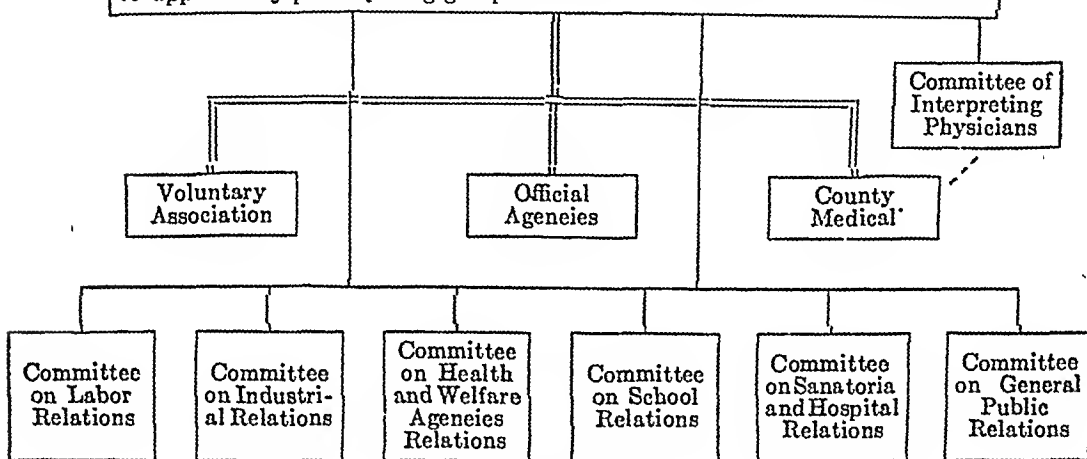 Committee of
Interpreting
Physicians
Voluntary
Association
Official
Agencies
County
Medical
Committee
on Labor
Relations
Committee
on Industri-
al Relations
Committee
on Health
and Welfare
Agencies
Relations
Committee
on School
Relations
Committee
on Sanatoria
and Hospital
Relations
Committee
on General
Public
Relations